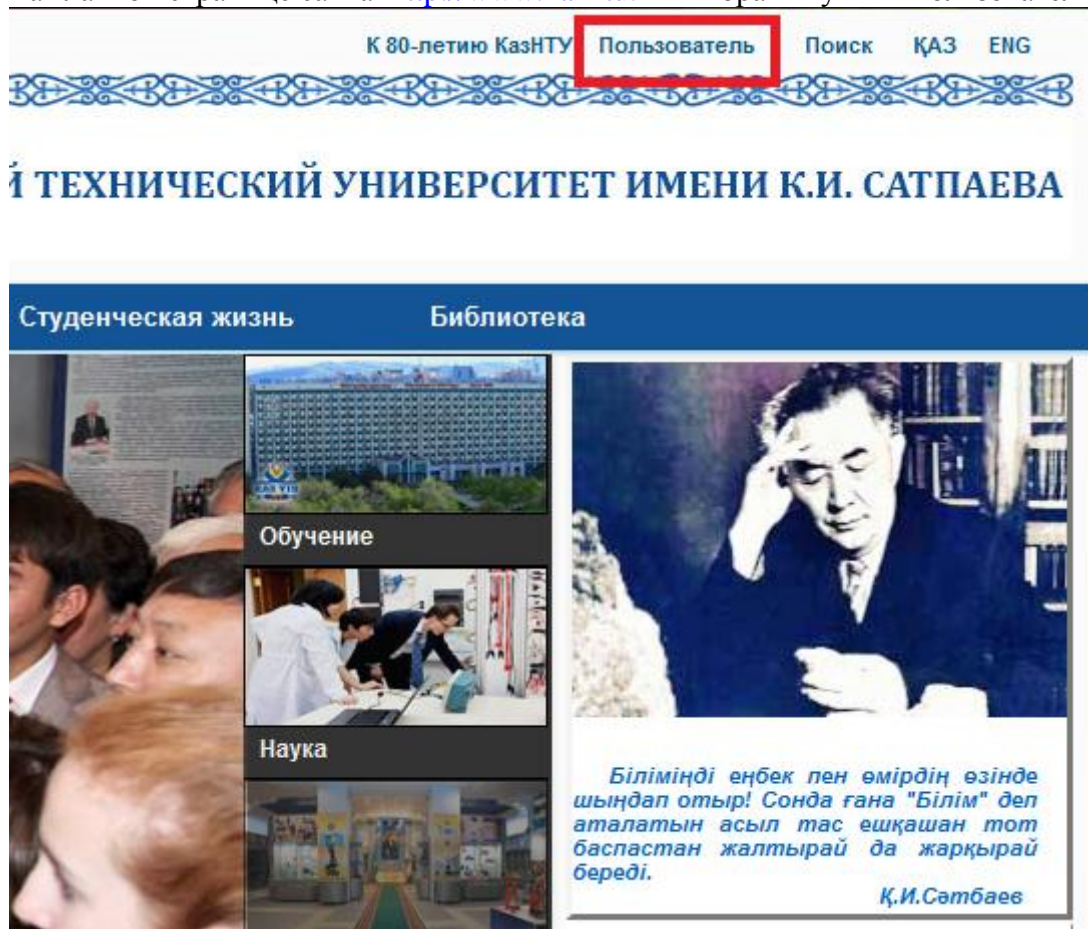 К 80-летию КазНТУ Пользователь Поиск ҚАЗ ENG
ТЕХНИЧЕСКИЙ УНИВЕРСИТЕТ ИМЕНИ К.И. САТПАЕВА
Студенческая жизнь Библиотека
Обучение
Наука
Біліміңді еңбек пен өмірдің өзінде
шыңдап отыр! Сонда ғана "Білім" деп
аталатын асыл тас ешқашан тот
баспастан жалтырай да жарқырай
береді.
Қ.И.Сәтбаев